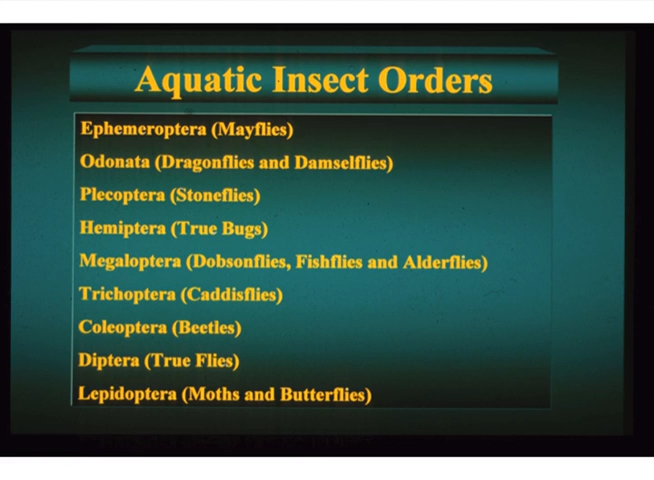 Aquatic Insect Orders
Ephemeroptera (Mayflies)
Odonata (Dragonflies and Damselflies)
Plecoptera (Stoneflies)
Hemiptera (True Bugs)
Megaloptera (Dobsonflies, Fishflies and Alderflies)
Trichoptera (Caddisflies)
Coleoptera (Beetles)
Diptera (True Flies)
Lepidoptera (Moths and Butterflies)